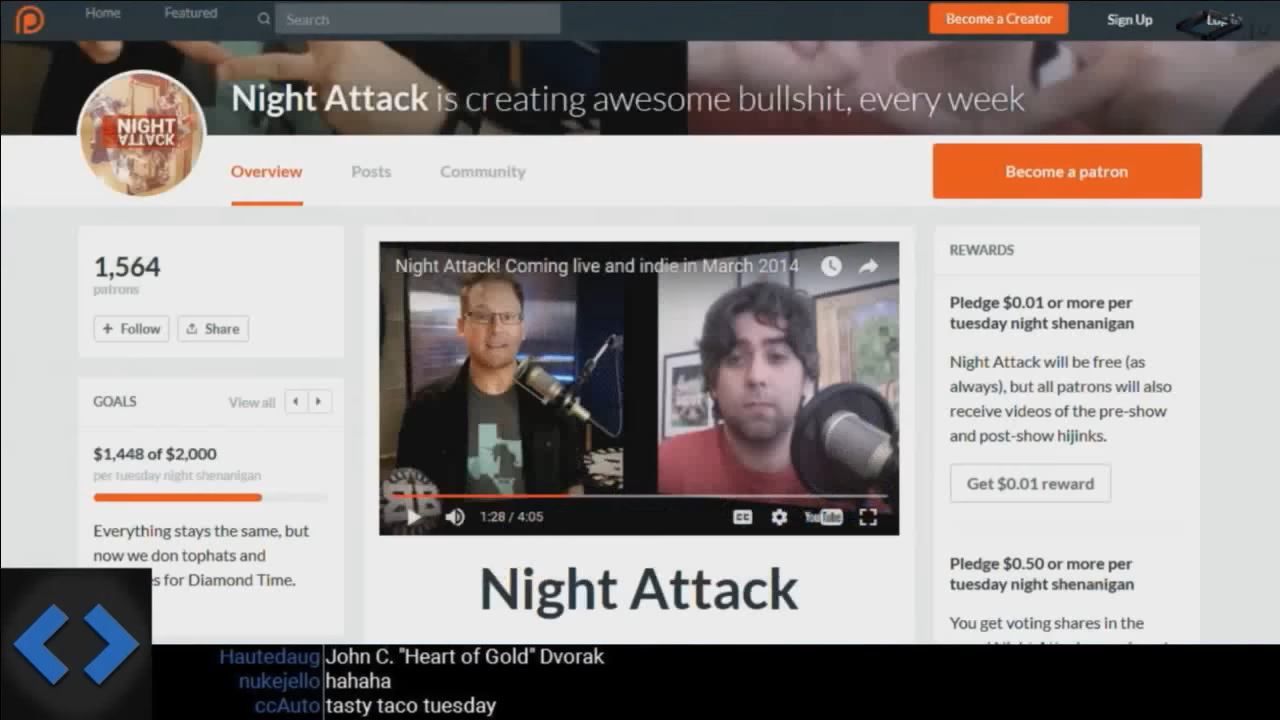 Home
Featured
Search
Become a Creator
Sign Up
Night Attack is creating awesome bullshit, every week
NIGHT
ATTACK
Overview
Posts
Community
Become a patron
1,564
patrons
+ Follow
Share
GOALS
View all
$1,448 of $2,000
per tuesday night shenanigan
Everything stays the same, but
now we don tophats and
s for Diamond Time.
Night Attack! Coming live and indie in March 2014
1:28 / 4:05
CC
YouTube
Night Attack
REWARDS
Pledge $0.01 or more per
tuesday night shenanigan
Night Attack will be free (as
always), but all patrons will also
receive videos of the pre-show
and post-show hijinks.
Get $0.01 reward
Pledge $0.50 or more per
tuesday night shenanigan
You get voting shares in the
Hautedaug John C. "Heart of Gold" Dvorak
nukejello hahaha
ccAuto tasty taco tuesday